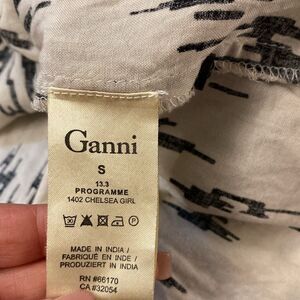 Ganni
S
13.3
PROGRAMME
1402 CHELSEA GIRL
MADE IN INDIA /
FABRIQUÉ EN INDE /
PRODUZIERT IN INDIA
RN #66170
CA #32054